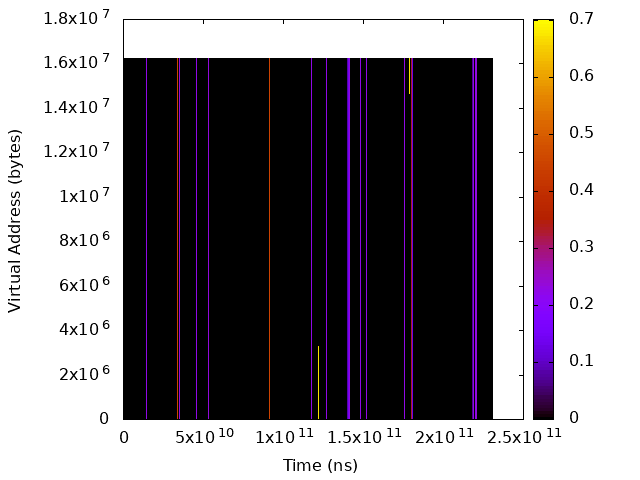 1.8x10 7
1.6x10 7
1.4x10 7
1.2x10 7
1x10 7
8x10 6
6x10 6
4x10 6
2x10 6
0
Virtual Address (bytes)
0
5x10 10
1x10 11
1.5x10 11
2x10 11
2.5x10 11
Time (ns)
0.7
0.6
0.5
0.4
0.3
0.2
0.1
0